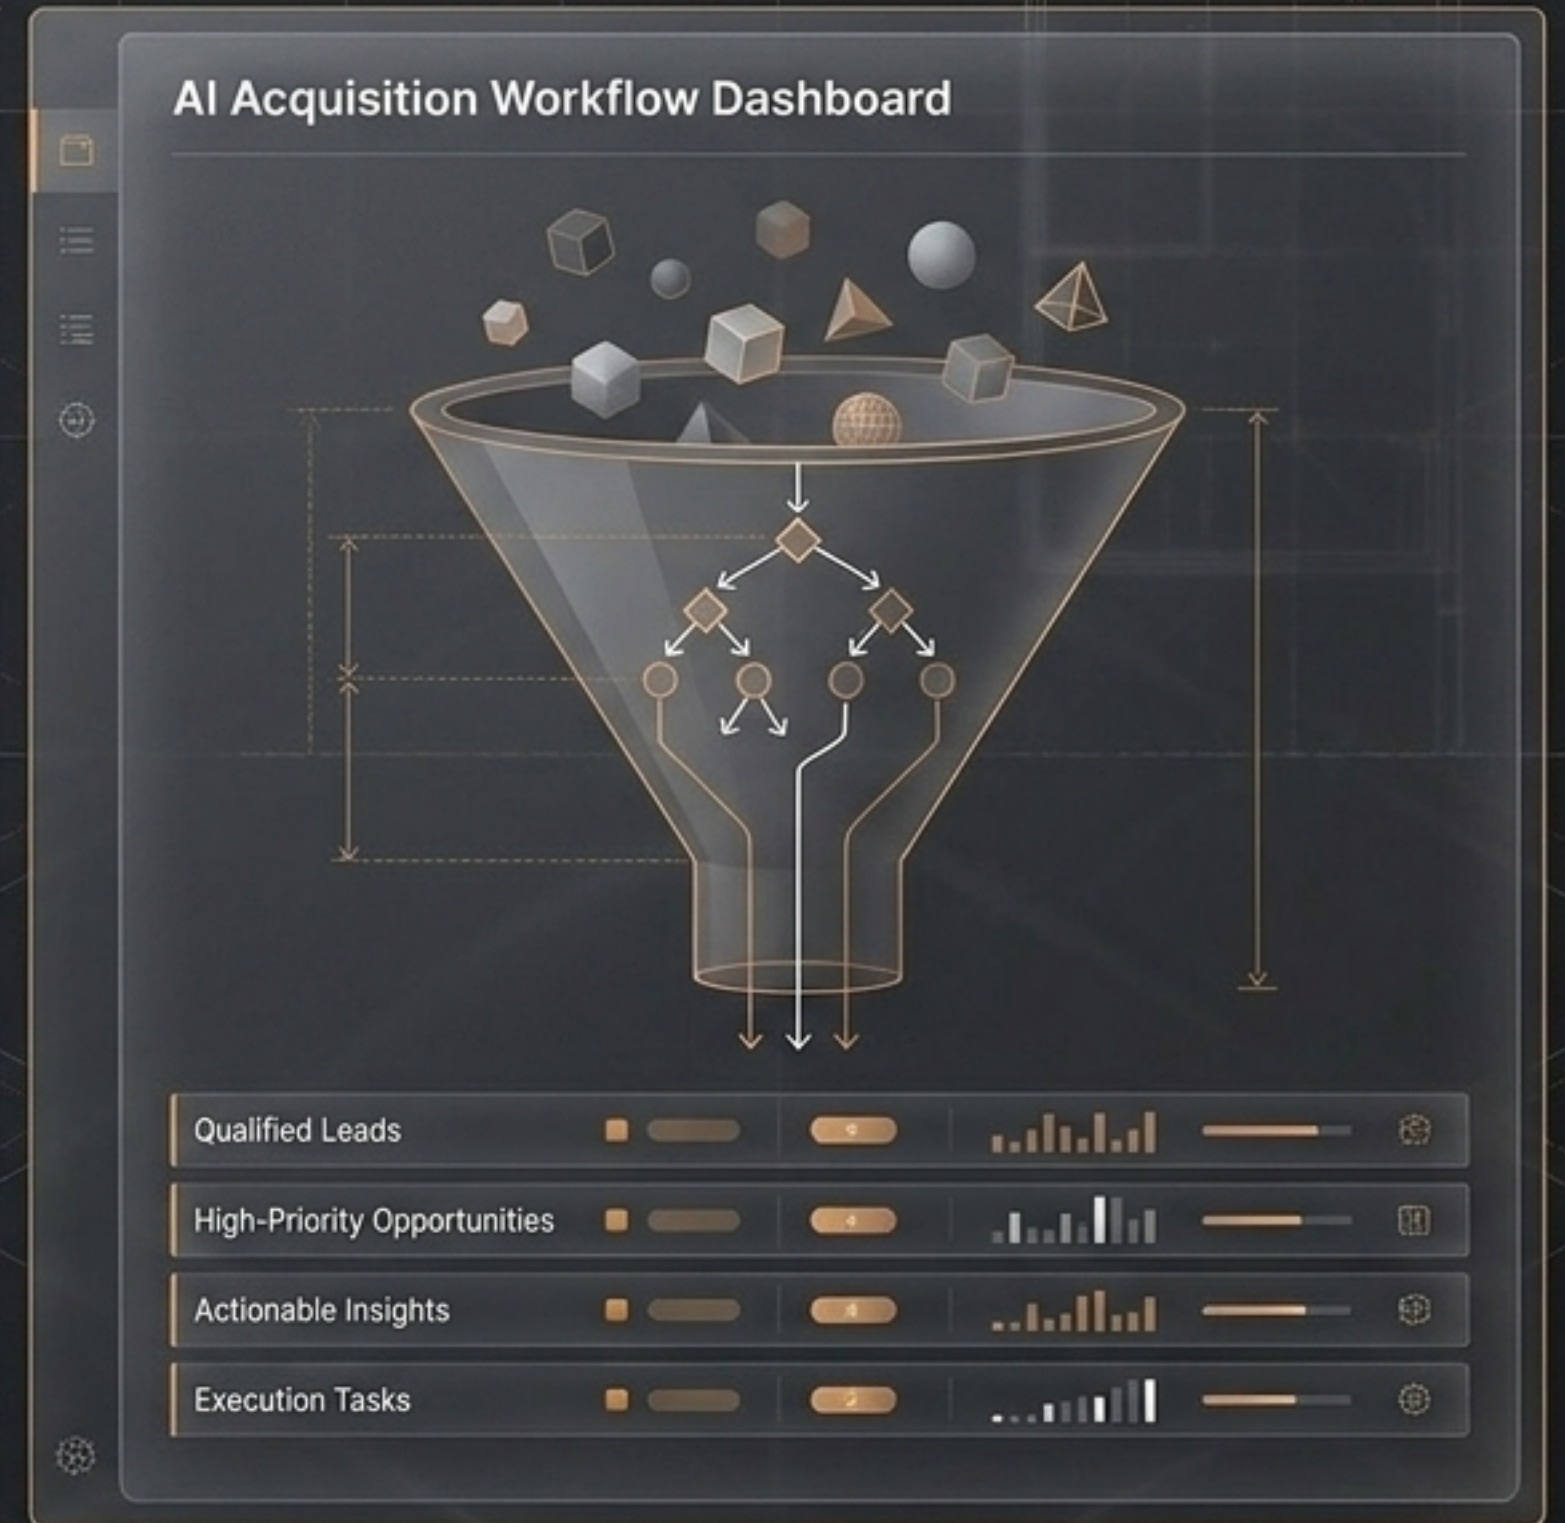 AI Acquisition Workflow Dashboard
Qualified Leads
High-Priority Opportunities
Actionable Insights
Execution Tasks